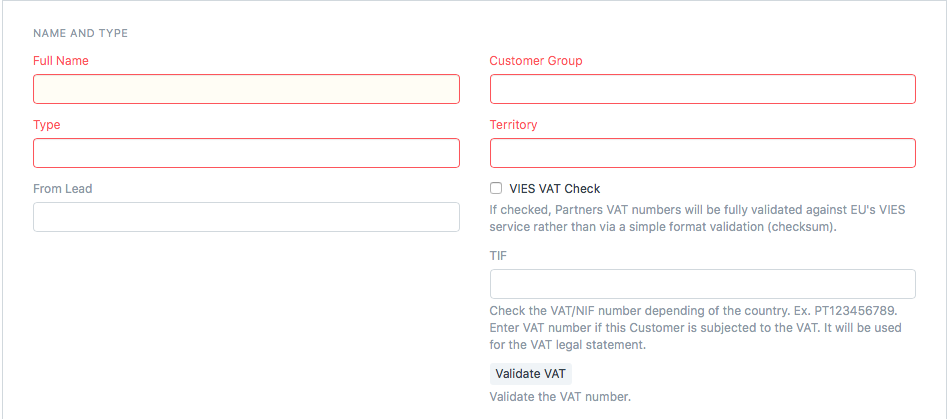 NAME AND TYPE
Full Name
Customer Group
Type
Territory
From Lead
VIES VAT Check
If checked, Partners VAT numbers will be fully validated against EU's VIES
service rather than via a simple format validation (checksum).
TIF
Check the VAT/NIF number depending of the country. Ex. PT123456789.
Enter VAT number if this Customer is subjected to the VAT. It will be used
for the VAT legal statement.
Validate VAT
Validate the VAT number.